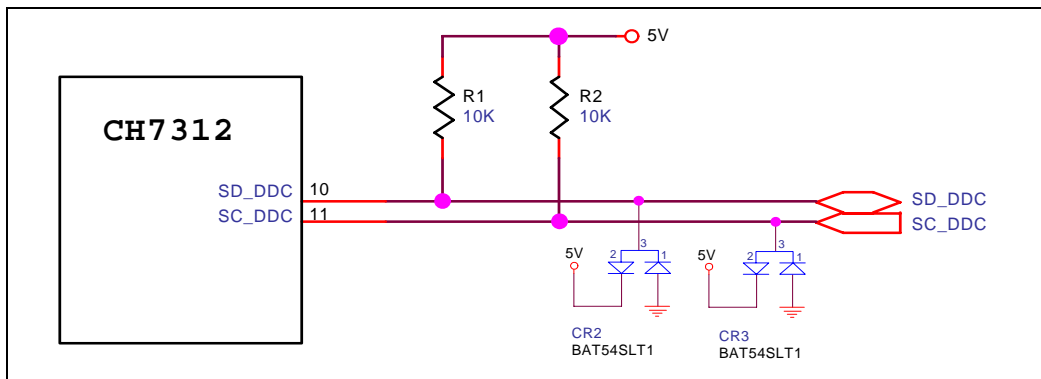 5V
R1
10K
R2
10K
CH7312
SD_DDC 10
SC_DDC 11
SD_DDC
SC_DDC
5V
2
3
1
5V
2
3
1
CR2
BAT54SLT1
CR3
BAT54SLT1